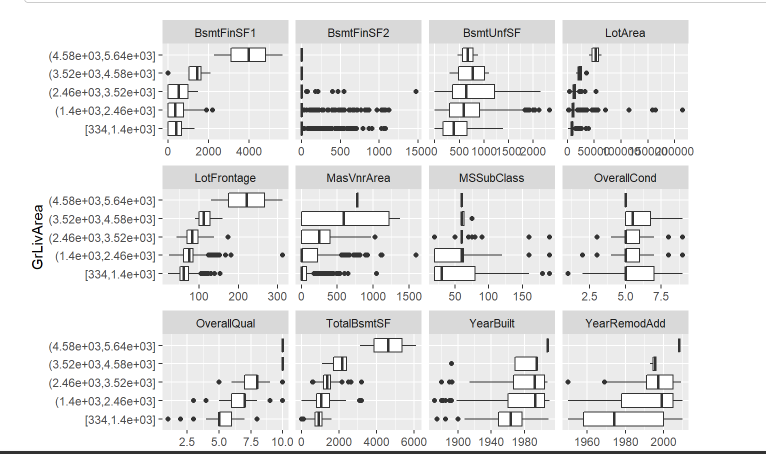 BsmtFinSF1 BsmtFinSF2 BsmtUnfSF LotArea
(4.58e+03,5.64e+03]
(3.52e+03,4.58e+03]
(2.46e+03,3.52e+03]
(1.4e+03,2.46e+03]
[334,1.4e+03]
0 2000 4000 0 500 1000 1500 0 500 1000 1500 2000 0 50000 100000 150000 200000
LotFrontage MasVnrArea MSSubClass OverallCond
GrLivArea
(4.58e+03,5.64e+03]
(3.52e+03,4.58e+03]
(2.46e+03,3.52e+03]
(1.4e+03,2.46e+03]
[334,1.4e+03]
100 200 300 0 500 1000 1500 50 100 150 2.5 5.0 7.5
OverallQual TotalBsmtSF YearBuilt YearRemodAdd
(4.58e+03,5.64e+03]
(3.52e+03,4.58e+03]
(2.46e+03,3.52e+03]
(1.4e+03,2.46e+03]
[334,1.4e+03]
2.5 5.0 7.5 10.0 0 2000 4000 6000 1900 1940 1980 1960 1980 2000